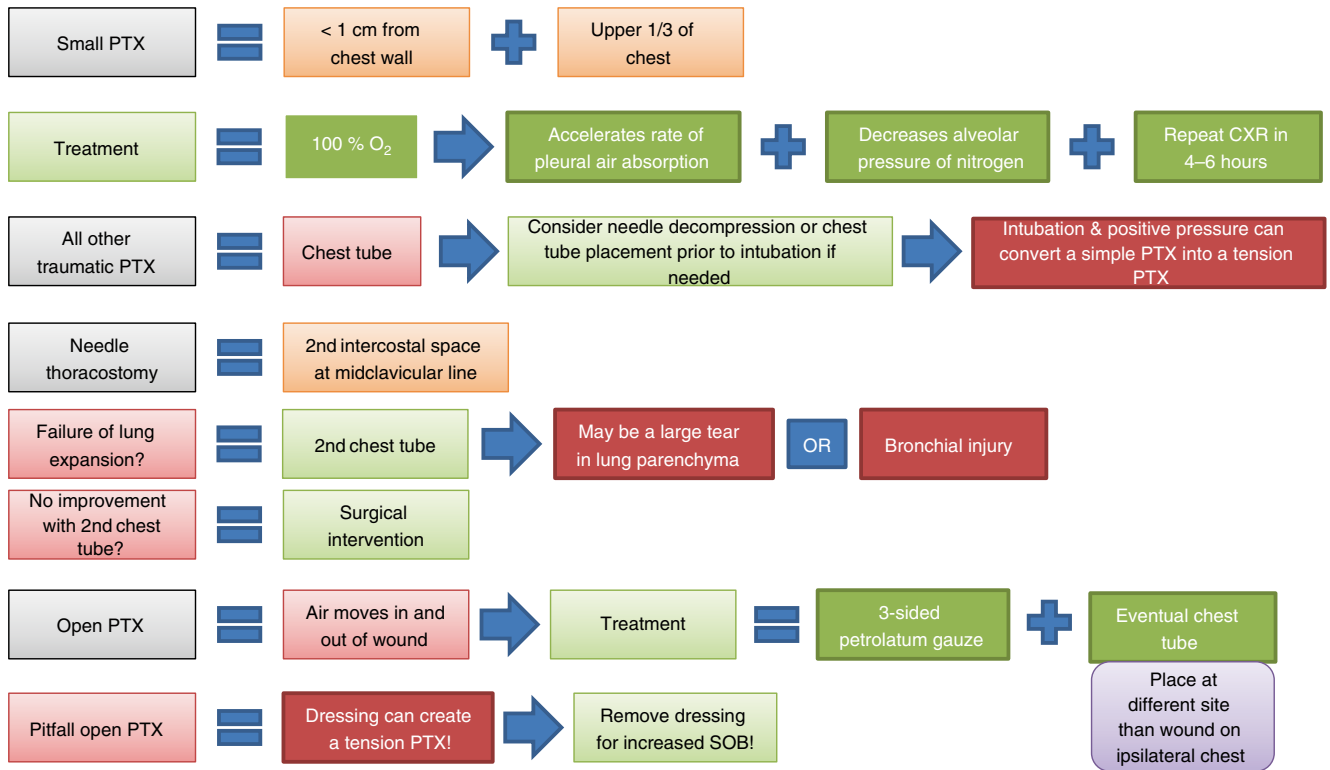 Small PTX
< 1 cm from
chest wall
Upper 1/3 of
chest
Treatment
100 % O₂
Accelerates rate of
pleural air absorption
Decreases alveolar
pressure of nitrogen
Repeat CXR in
4–6 hours
All other
traumatic PTX
Chest tube
Consider needle decompression or chest
tube placement prior to intubation if
needed
Intubation & positive pressure can
convert a simple PTX into a tension
PTX
Needle
thoracostomy
2nd intercostal space
at midclavicular line
Failure of lung
expansion?
2nd chest tube
May be a large tear
in lung parenchyma
OR
Bronchial injury
No improvement
with 2nd chest
tube?
Surgical
intervention
Open PTX
Air moves in and
out of wound
Treatment
3-sided
petrolatum gauze
Eventual chest
tube
Place at
different site
than wound on
ipsilateral chest
Pitfall open PTX
Dressing can create
a tension PTX!
Remove dressing
for increased SOB!